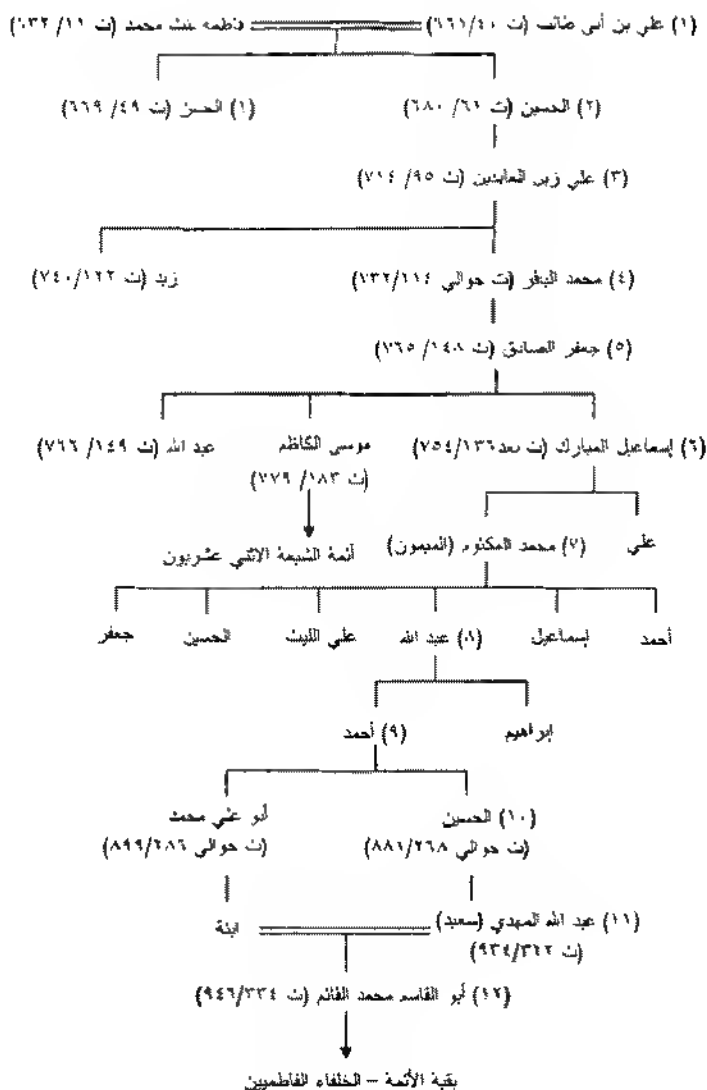 (١) علي بن أبي طالب (ت ٦٦١/٤٠) فاطمة بنت محمد (ت ٦٣٢/١١)
(٢) الحسين (ت ٦١/ ٦٨٠) (١) الحسن (ت ٤٩/ ٦٦٩)
(٣) علي زين العابدين (ت ٩٥/ ٧١٤)
(٤) محمد الباقر (ت حوالي ٧٣٢/١١٤) زيد (ت ٧٤٠/١٢٢)
(٥) جعفر الصادق (ت ١٤٨/ ٧٦٥)
(٦) إسماعيل المبارك (ت بعد ٧٥٤/١٣٦) موسى الكاظم عبد الله (ت ١٤٩/ ٧٦٦)
(ت ١٨٣/ ٧٧٩)
علي (٧) محمد المكتوم (الميمون) أئمة الشيعة الاثني عشريون
أحمد إسماعيل (٨) عبد الله علي الليث الحسين جعفر
إبراهيم (٩) أحمد
(١٠) الحسين أبو علي محمد
(ت حوالي ٨٨١/٢٦٨) (ت حوالي ٨٩٩/٢٨٦)
(١١) عبد الله المهدي (سعيد) ابنة
(ت ٩٣٤/٣٢٢)
(١٢) أبو القاسم محمد القائم (ت ٩٤٦/٣٣٤)
بقية الأئمة – الخلفاء الفاطميين